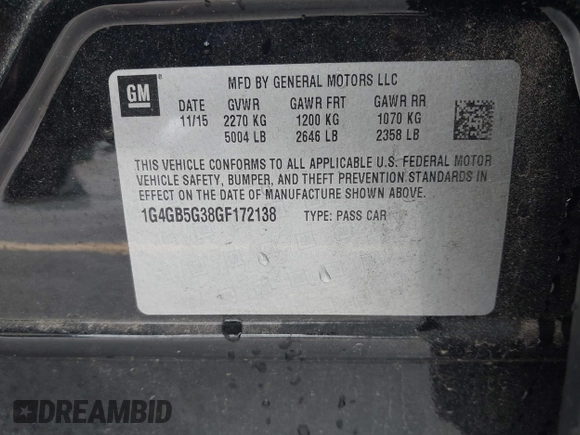 GM
MFD BY GENERAL MOTORS LLC
DATE GVWR GAWR FRT GAWR RR
11/15 2270 KG 1200 KG 1070 KG
5004 LB 2646 LB 2358 LB
THIS VEHICLE CONFORMS TO ALL APPLICABLE U.S. FEDERAL MOTOR
VEHICLE SAFETY, BUMPER, AND THEFT PREVENTION STANDARDS IN
EFFECT ON THE DATE OF MANUFACTURE SHOWN ABOVE.
1G4GB5G38GF172138 TYPE: PASS CAR
DREAMBID